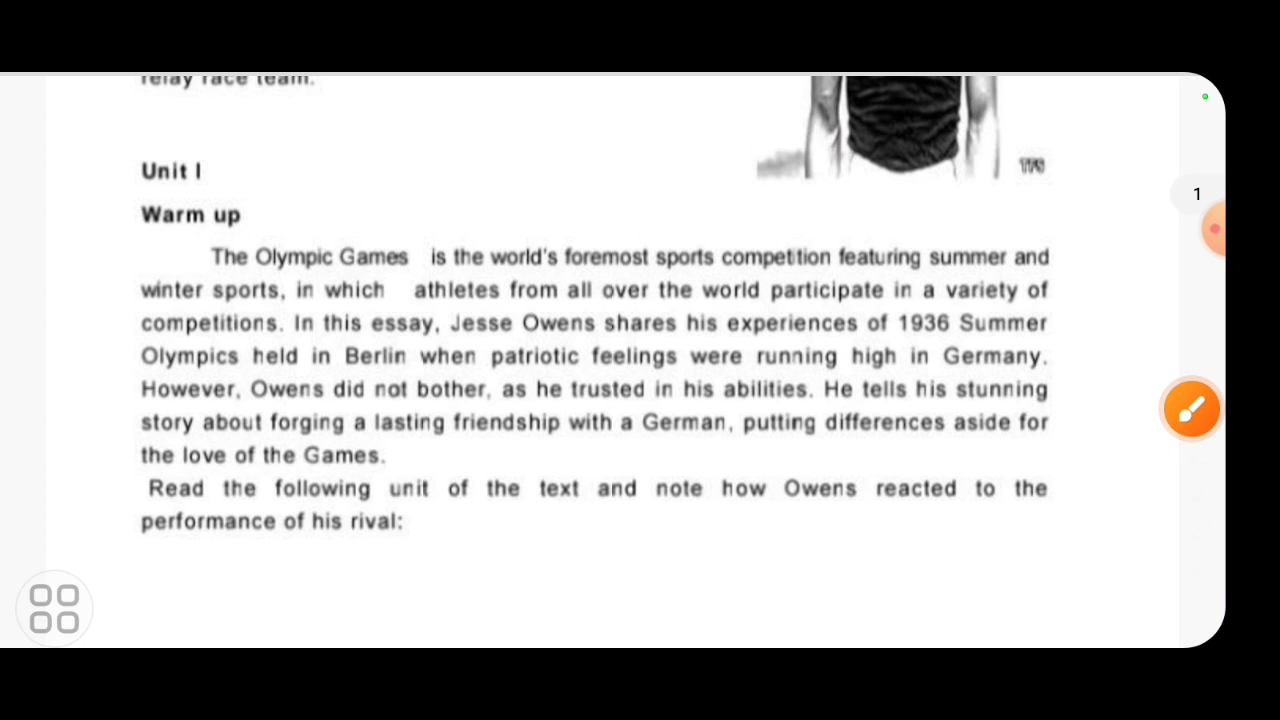 relay race team.
TFS
Unit I
1
Warm up
The Olympic Games is the world's foremost sports competition featuring summer and
winter sports, in which athletes from all over the world participate in a variety of
competitions. In this essay, Jesse Owens shares his experiences of 1936 Summer
Olympics held in Berlin when patriotic feelings were running high in Germany.
However, Owens did not bother, as he trusted in his abilities. He tells his stunning
story about forging a lasting friendship with a German, putting differences aside for
the love of the Games.
Read the following unit of the text and note how Owens reacted to the
performance of his rival: